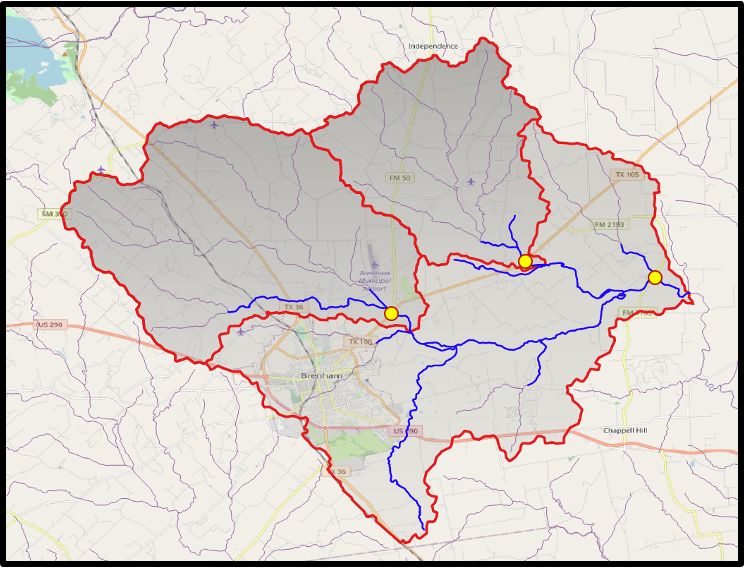 Independence
FM 50
TX 105
FM 390
FM 2193
Brenham
Municipal
Airport
TX 36
US 290
TX 105
Brenham
US 290
Chappell Hill
TX 36